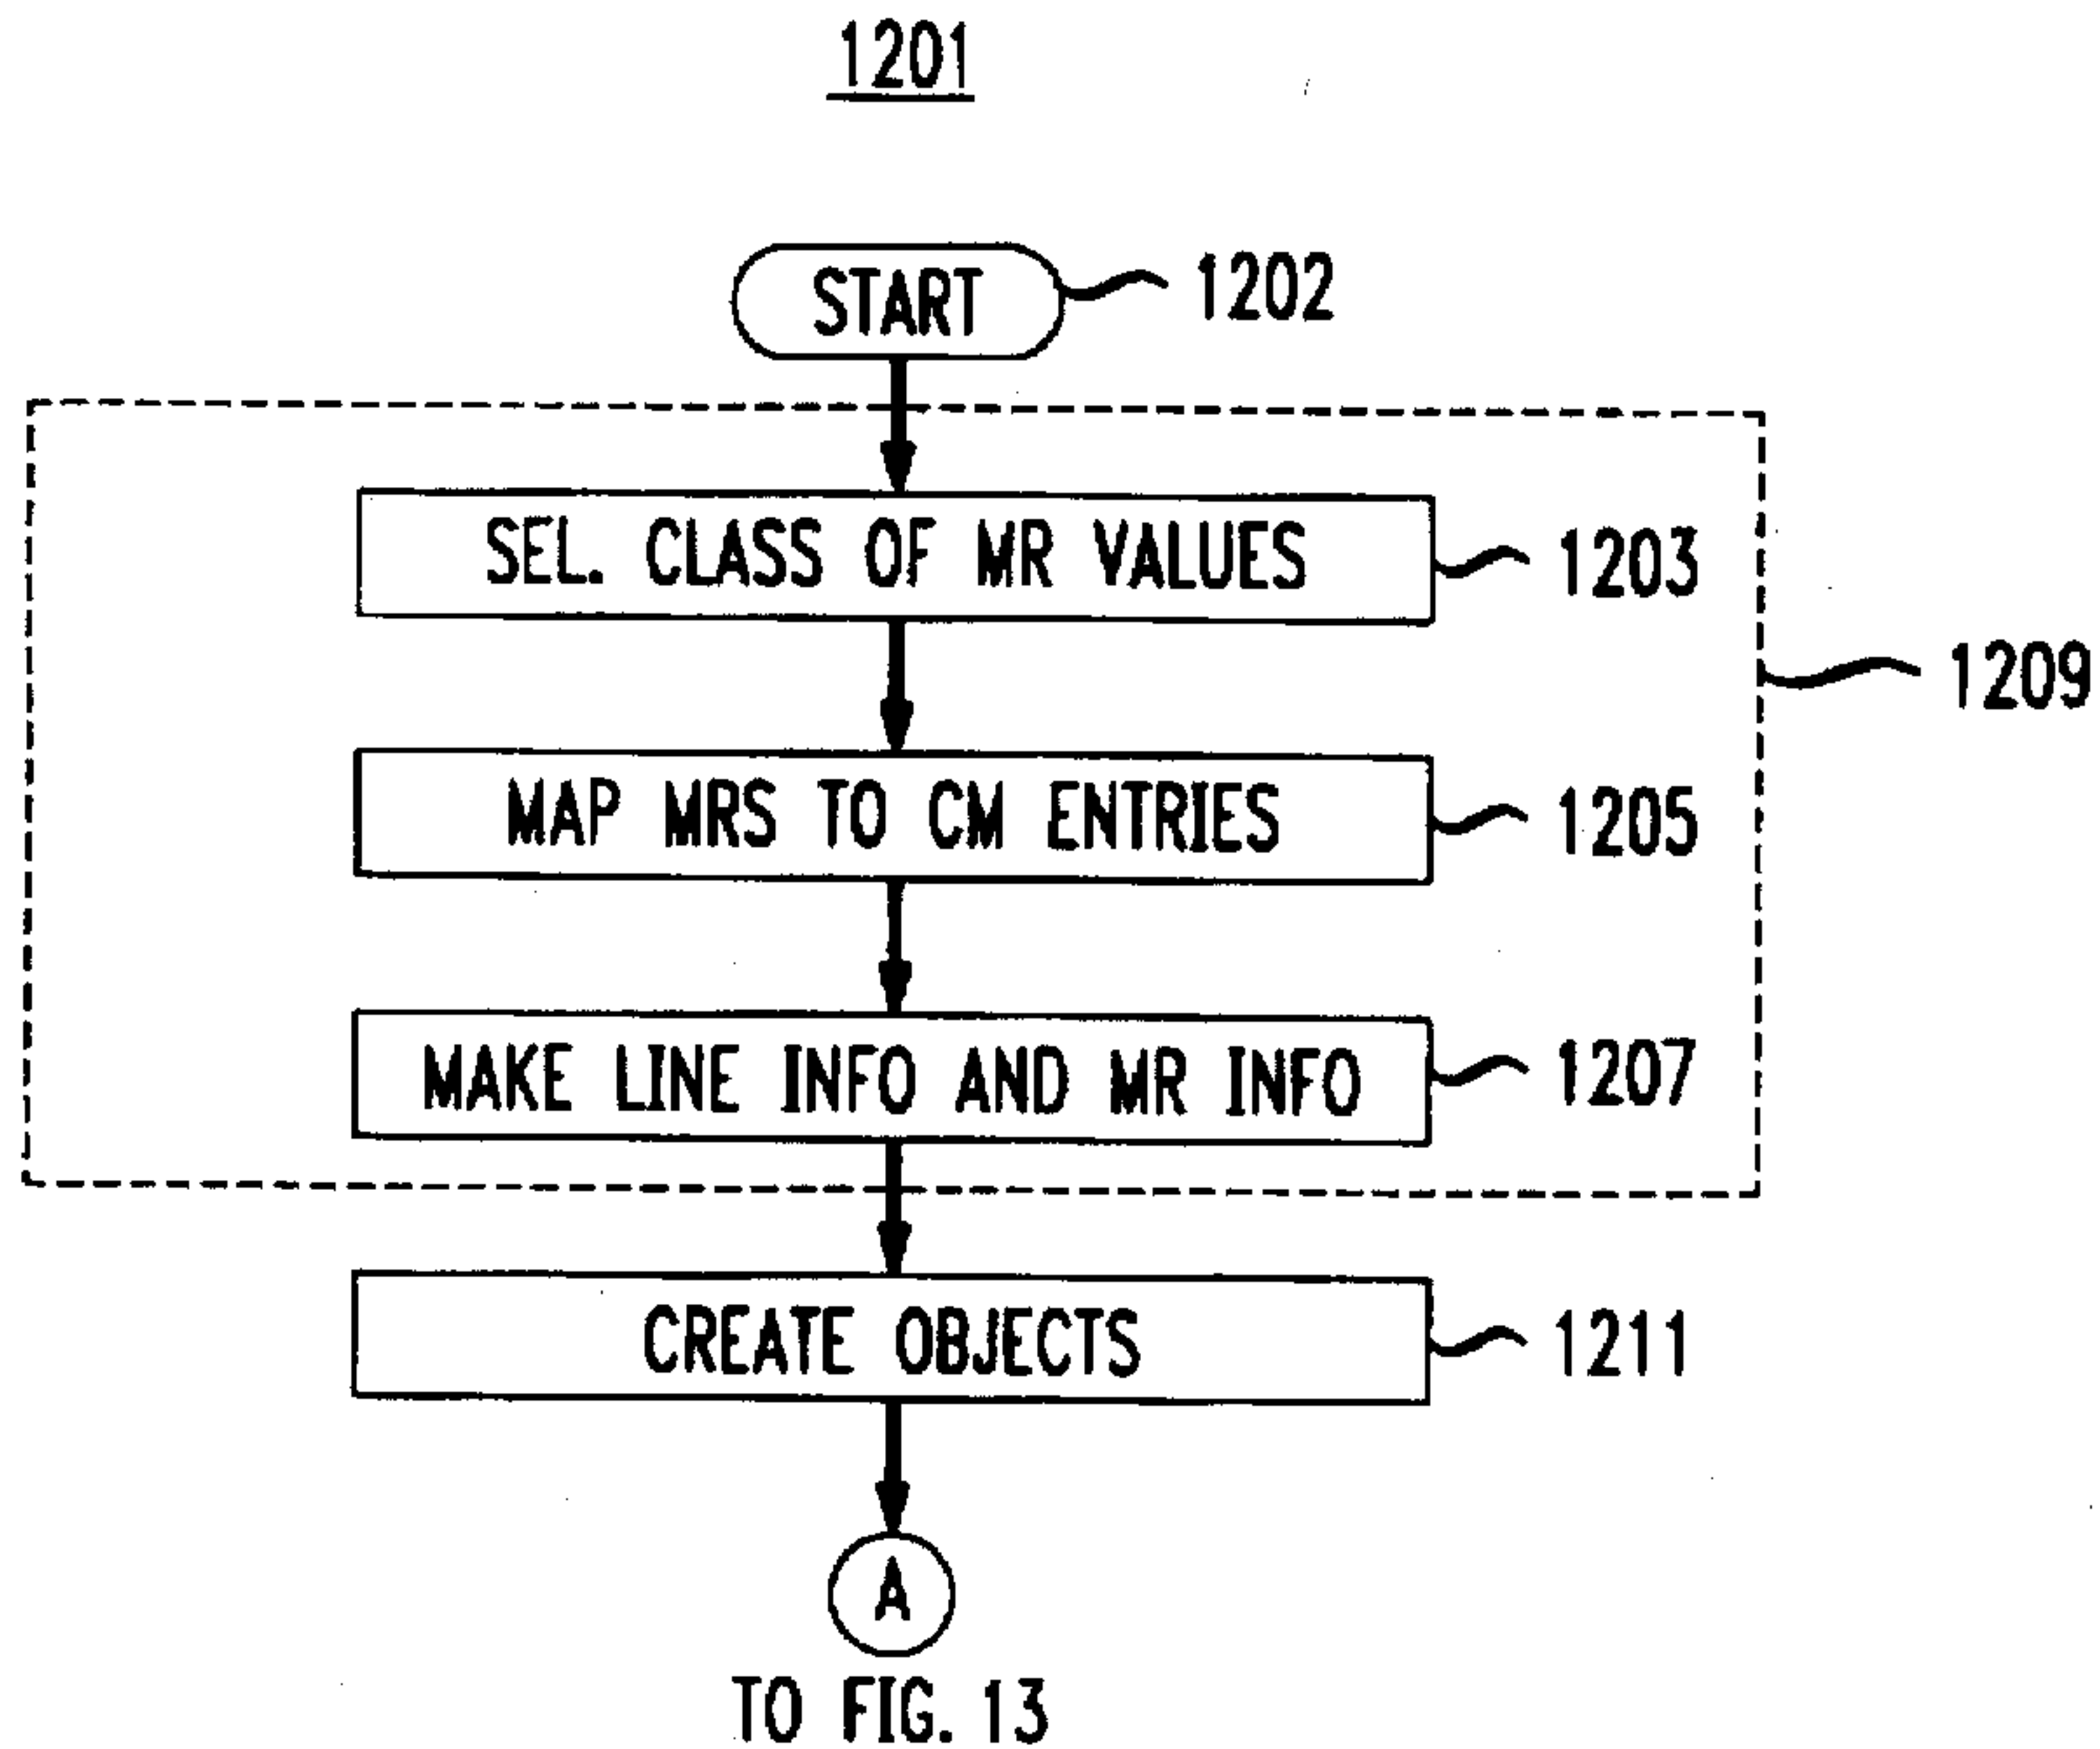 1201
START
1202
SEL. CLASS OF MR VALUES
1203
1209
MAP MRS TO CM ENTRIES
1205
MAKE LINE INFO AND MR INFO
1207
CREATE OBJECTS
1211
A
TO FIG. 13